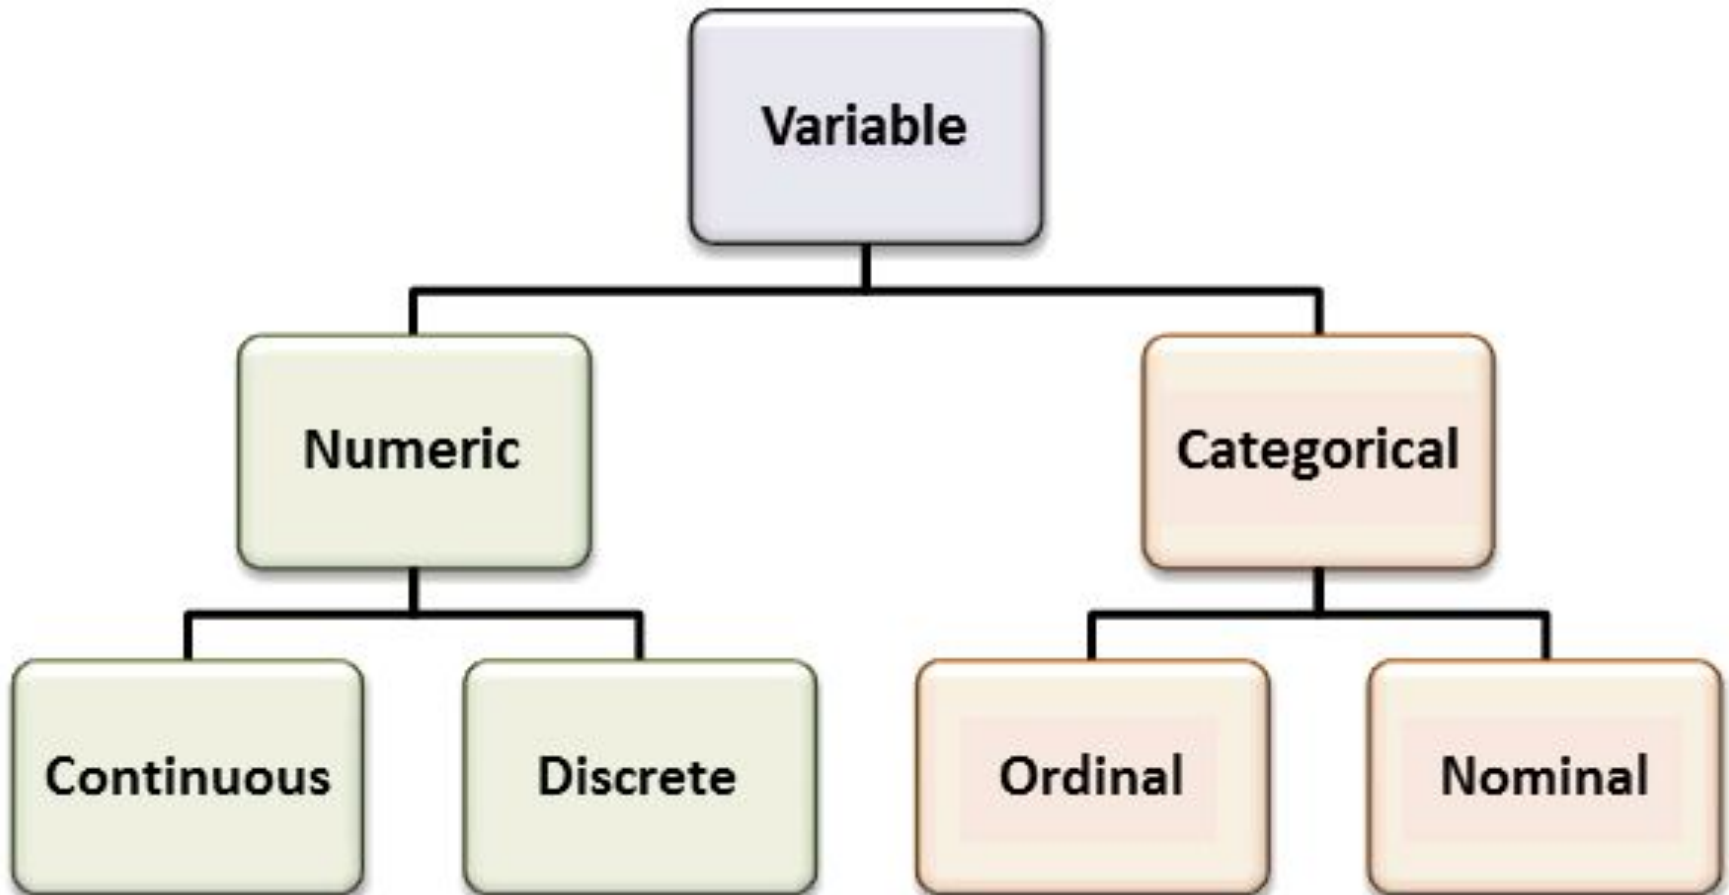 Variable
Numeric
Categorical
Continuous
Discrete
Ordinal
Nominal